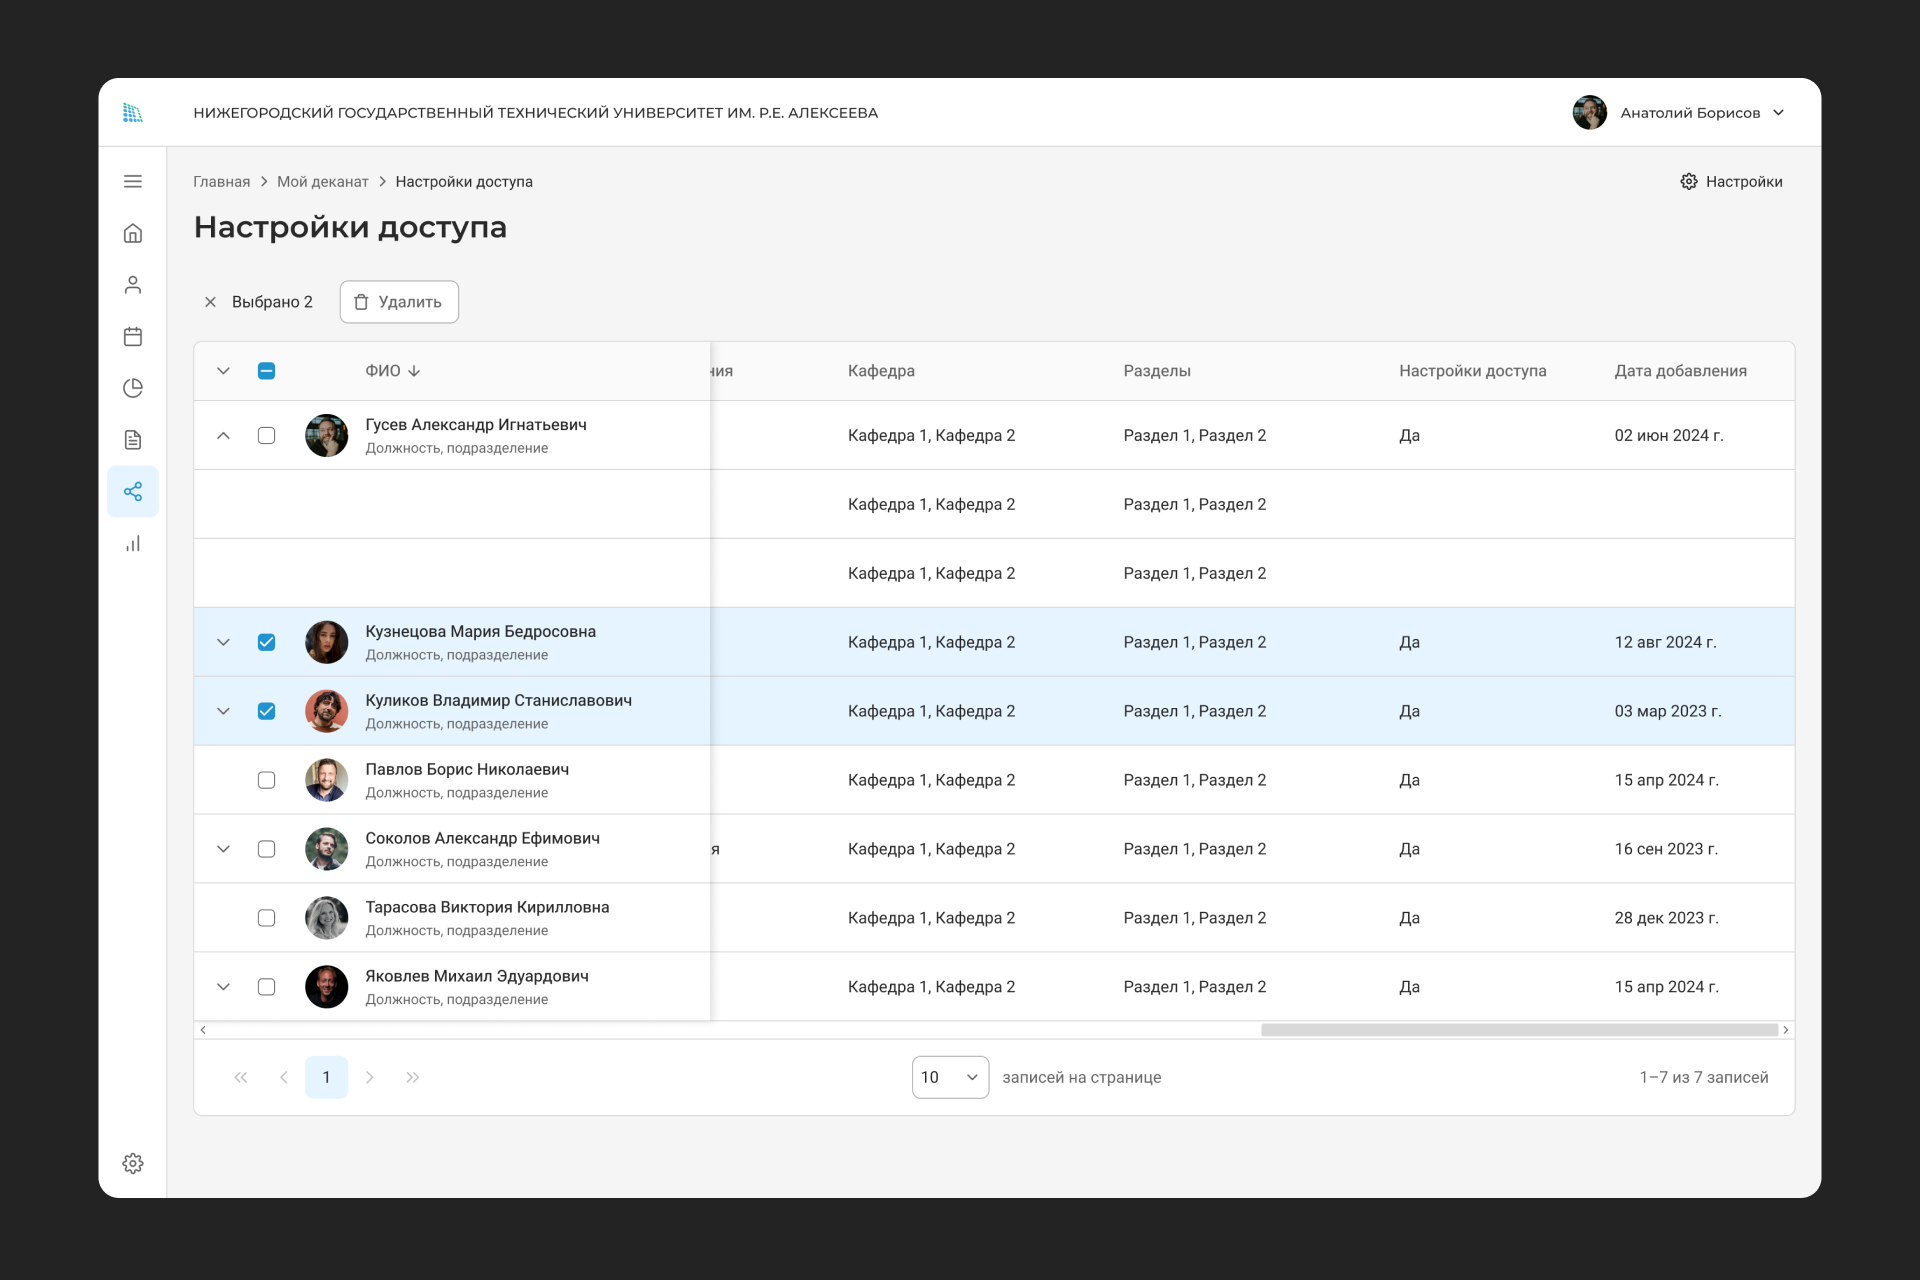 НИЖЕГОРОДСКИЙ ГОСУДАРСТВЕННЫЙ ТЕХНИЧЕСКИЙ УНИВЕРСИТЕТ ИМ. Р.Е. АЛЕКСЕЕВА
Анатолий Борисов
Главная > Мой деканат > Настройки доступа
Настройки
Настройки доступа
Выбрано 2
Удалить
ФИО ния Кафедра Разделы Настройки доступа Дата добавления
Гусев Александр Игнатьевич
Должность, подразделение
Кафедра 1, Кафедра 2 Раздел 1, Раздел 2 Да 02 июн 2024 г.
Кафедра 1, Кафедра 2 Раздел 1, Раздел 2
Кафедра 1, Кафедра 2 Раздел 1, Раздел 2
Кузнецова Мария Бедросовна
Должность, подразделение
Кафедра 1, Кафедра 2 Раздел 1, Раздел 2 Да 12 авг 2024 г.
Куликов Владимир Станиславович
Должность, подразделение
Кафедра 1, Кафедра 2 Раздел 1, Раздел 2 Да 03 мар 2023 г.
Павлов Борис Николаевич
Должность, подразделение
Кафедра 1, Кафедра 2 Раздел 1, Раздел 2 Да 15 апр 2024 г.
Соколов Александр Ефимович
Должность, подразделение
я Кафедра 1, Кафедра 2 Раздел 1, Раздел 2 Да 16 сен 2023 г.
Тарасова Виктория Кирилловна
Должность, подразделение
Кафедра 1, Кафедра 2 Раздел 1, Раздел 2 Да 28 дек 2023 г.
Яковлев Михаил Эдуардович
Должность, подразделение
Кафедра 1, Кафедра 2 Раздел 1, Раздел 2 Да 15 апр 2024 г.
1
10 записей на странице
1–7 из 7 записей